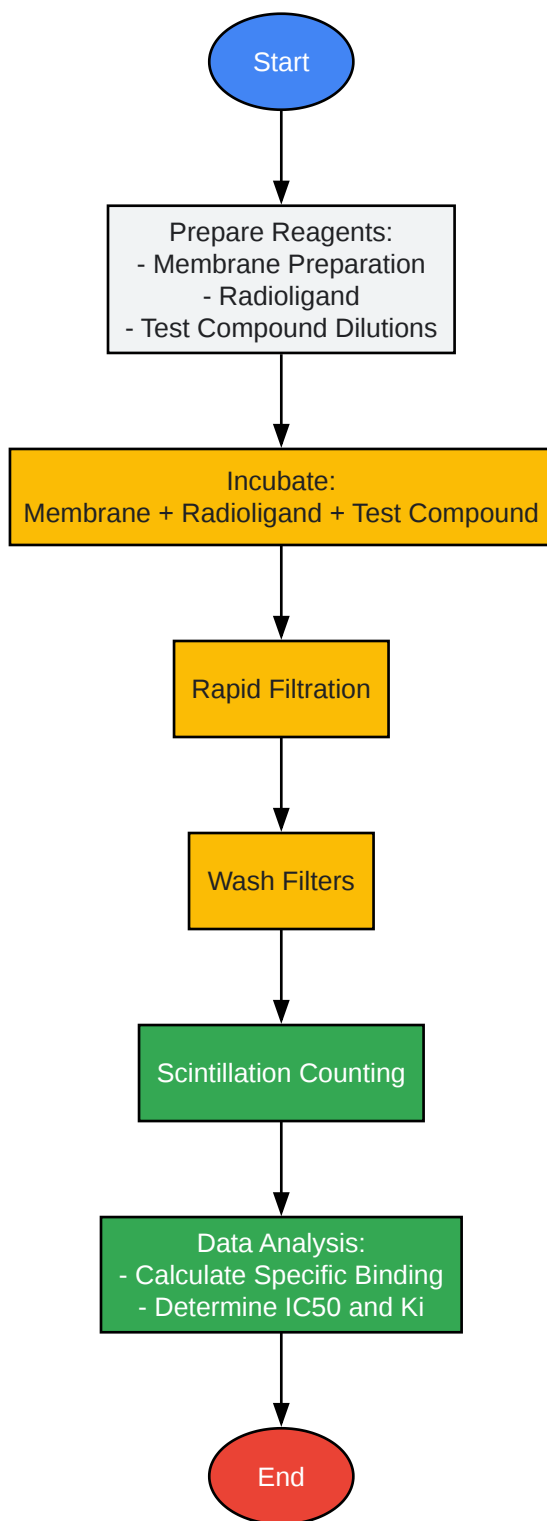 Start
Prepare Reagents:
- Membrane Preparation
- Radioligand
- Test Compound Dilutions
Incubate:
Membrane + Radioligand + Test Compound
Rapid Filtration
Wash Filters
Scintillation Counting
Data Analysis:
- Calculate Specific Binding
- Determine IC50 and Ki
End